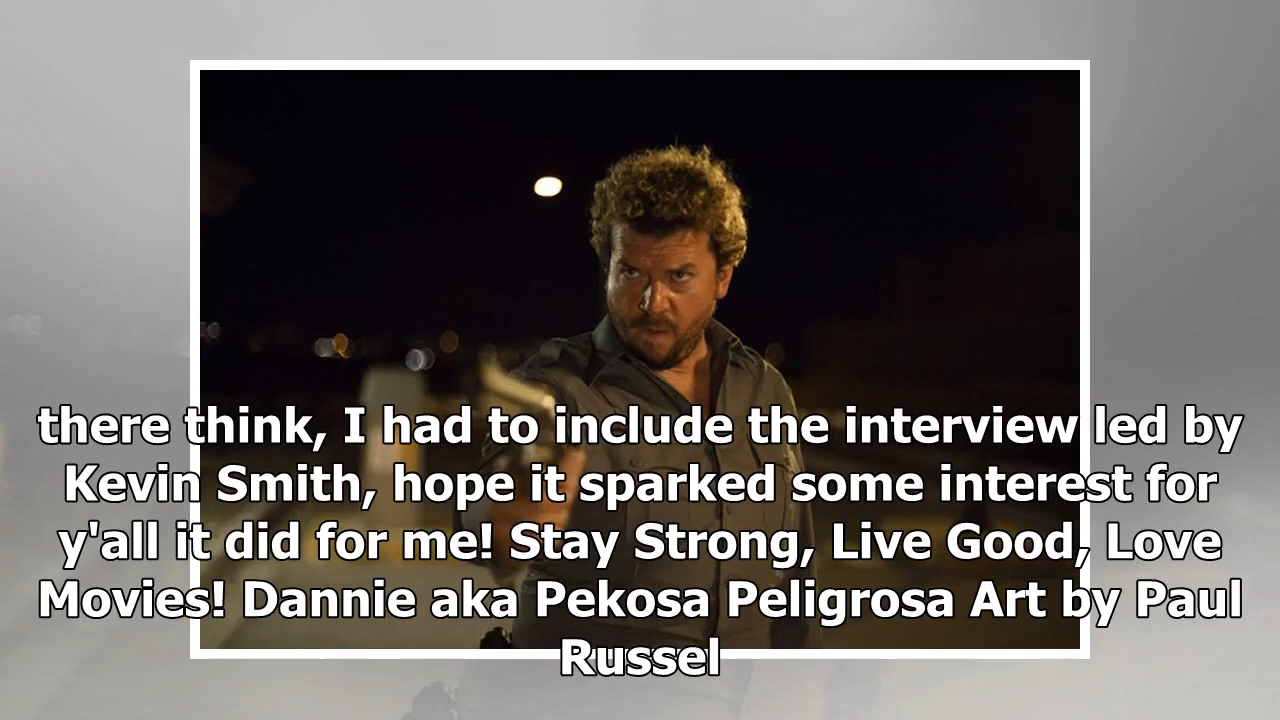 there think, I had to include the interview led by
Kevin Smith, hope it sparked some interest for
y'all it did for me! Stay Strong, Live Good, Love
Movies! Dannie aka Pekosa Peligrosa Art by Paul
Russel